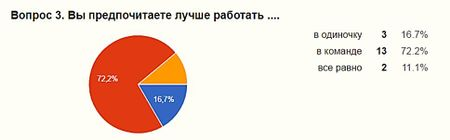 Вопрос 3. Вы предпочитаете лучше работать ....
в одиночку 3 16.7%
в команде 13 72.2%
все равно 2 11.1%
72,2%
16,7%